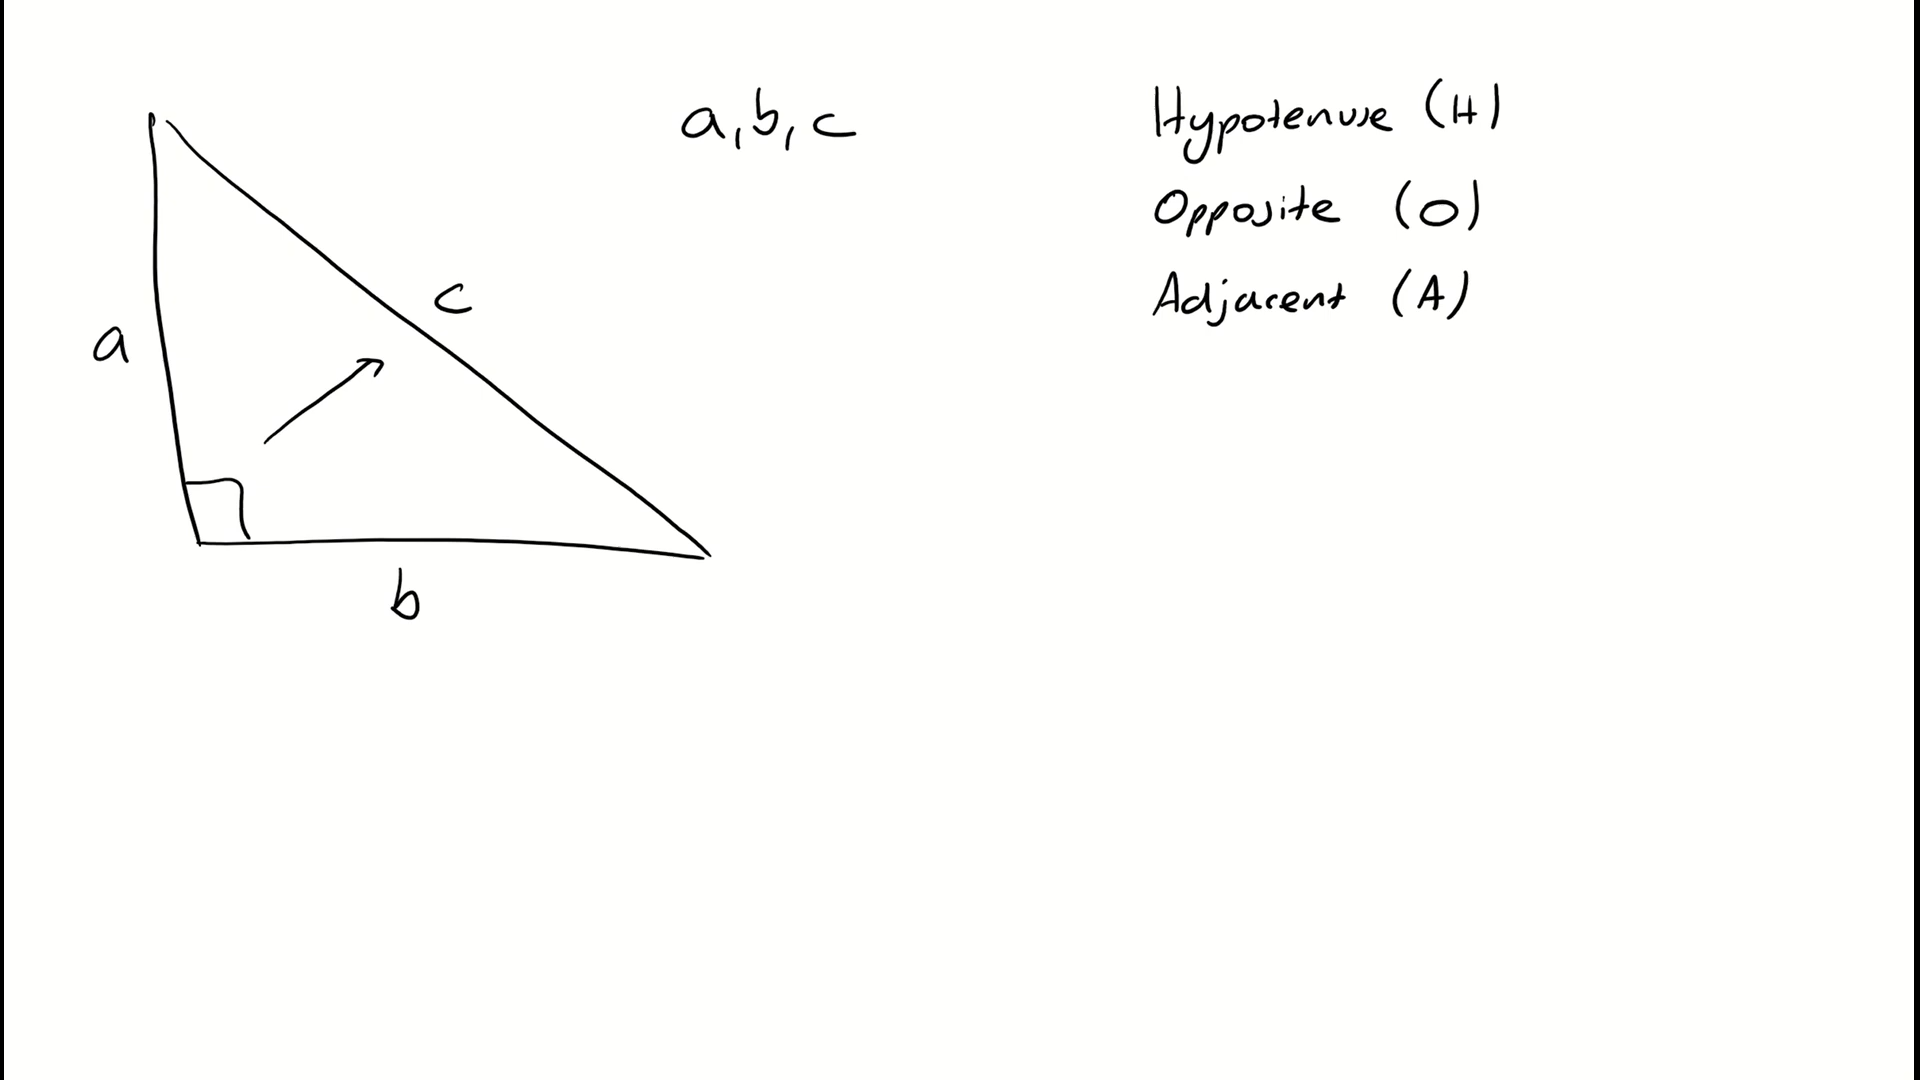 a, b, c
Hypotenuse (H)
Opposite (O)
Adjacent (A)
c
a
b